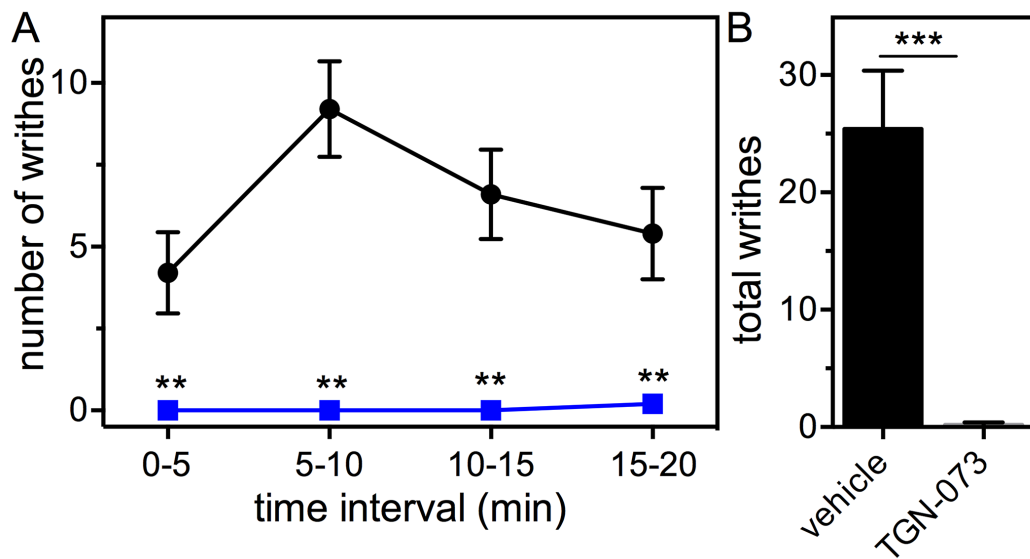 A
number of writhes
10
5
0
**
**
**
**
0-5
5-10
10-15
15-20
time interval (min)
B
total writhes
30
20
10
0
***
vehicle
TGN-073